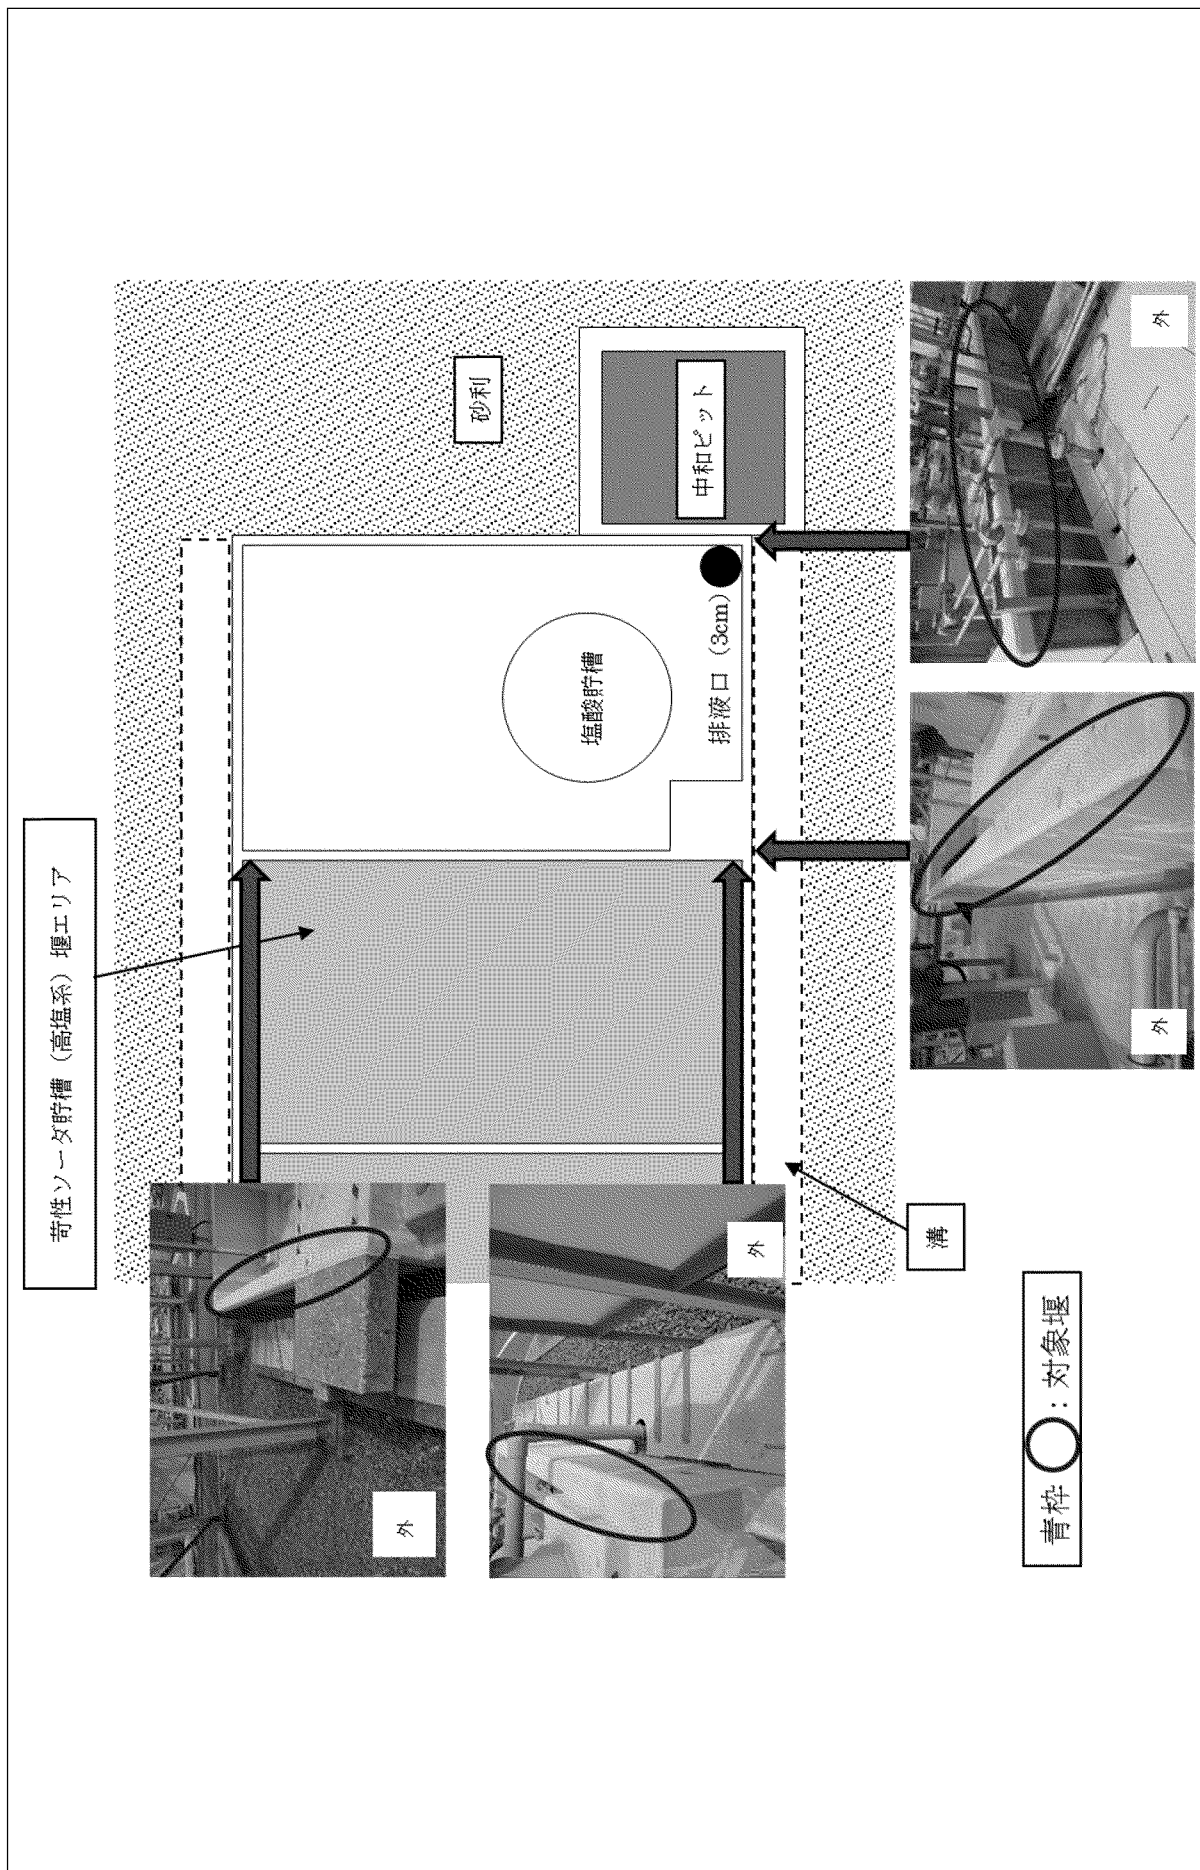 苛性ソーダ貯槽（高塩系）堰エリア
砂利
中和ピット
塩酸貯槽
排液口（3cm）
溝
外
外
外
外
青枠　：対象堰